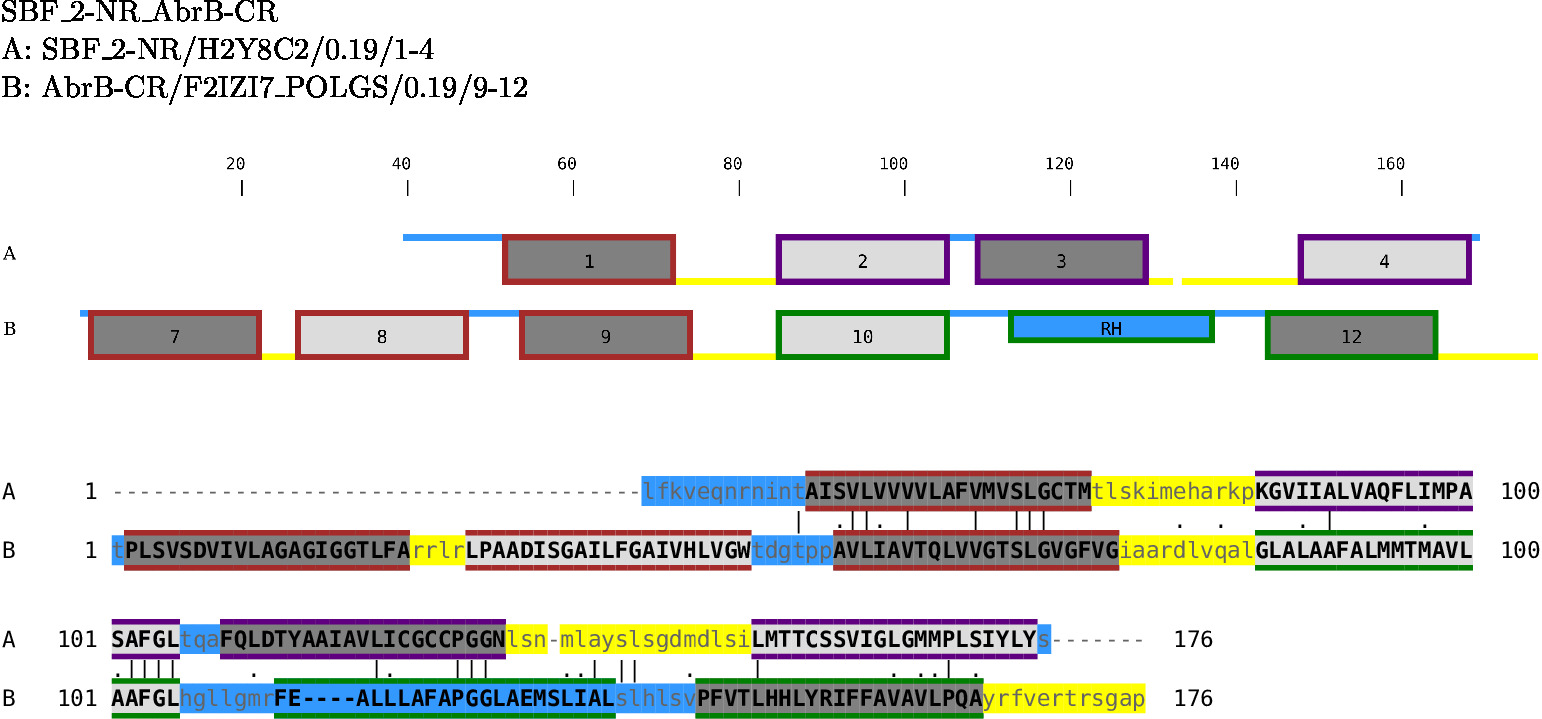 SBF_2-NR_AbrB-CR
A: SBF_2-NR/H2Y8C2/0.19/1-4
B: AbrB-CR/F2IZI7_POLGS/0.19/9-12
20 40 60 80 100 120 140 160
A 1 2 3 4
B 7 8 9 10 RH 12
A 1 ---------------------------------------lfkveqnrnintAISVLVVVVLAFVMVSLGCTMtlskimeharkpKGVIIALVAQFLIMPA 100
B 1 tPLSVSDVIVLAGAGIGGTLFArrlrLPAADISGAILFGAIVHLVGWtdgtppAVLIAVTQLVVGTSLGVGFVGiaardlvqalGLALAAFALMMTMAVL 100
A 101 SAFGLtqaFQLDTYAAIAVLICGCCPGGNlsn-mlayslsgdmdlsiLMTTCSSVIGLGMMPLSIYLYs------- 176
B 101 AAFGLhgllgmrFE----ALLLAFAPGGLAEMSLIALslhlsvPFVTLHHLYRIFFAVAVLPQAyrfvertrsgap 176